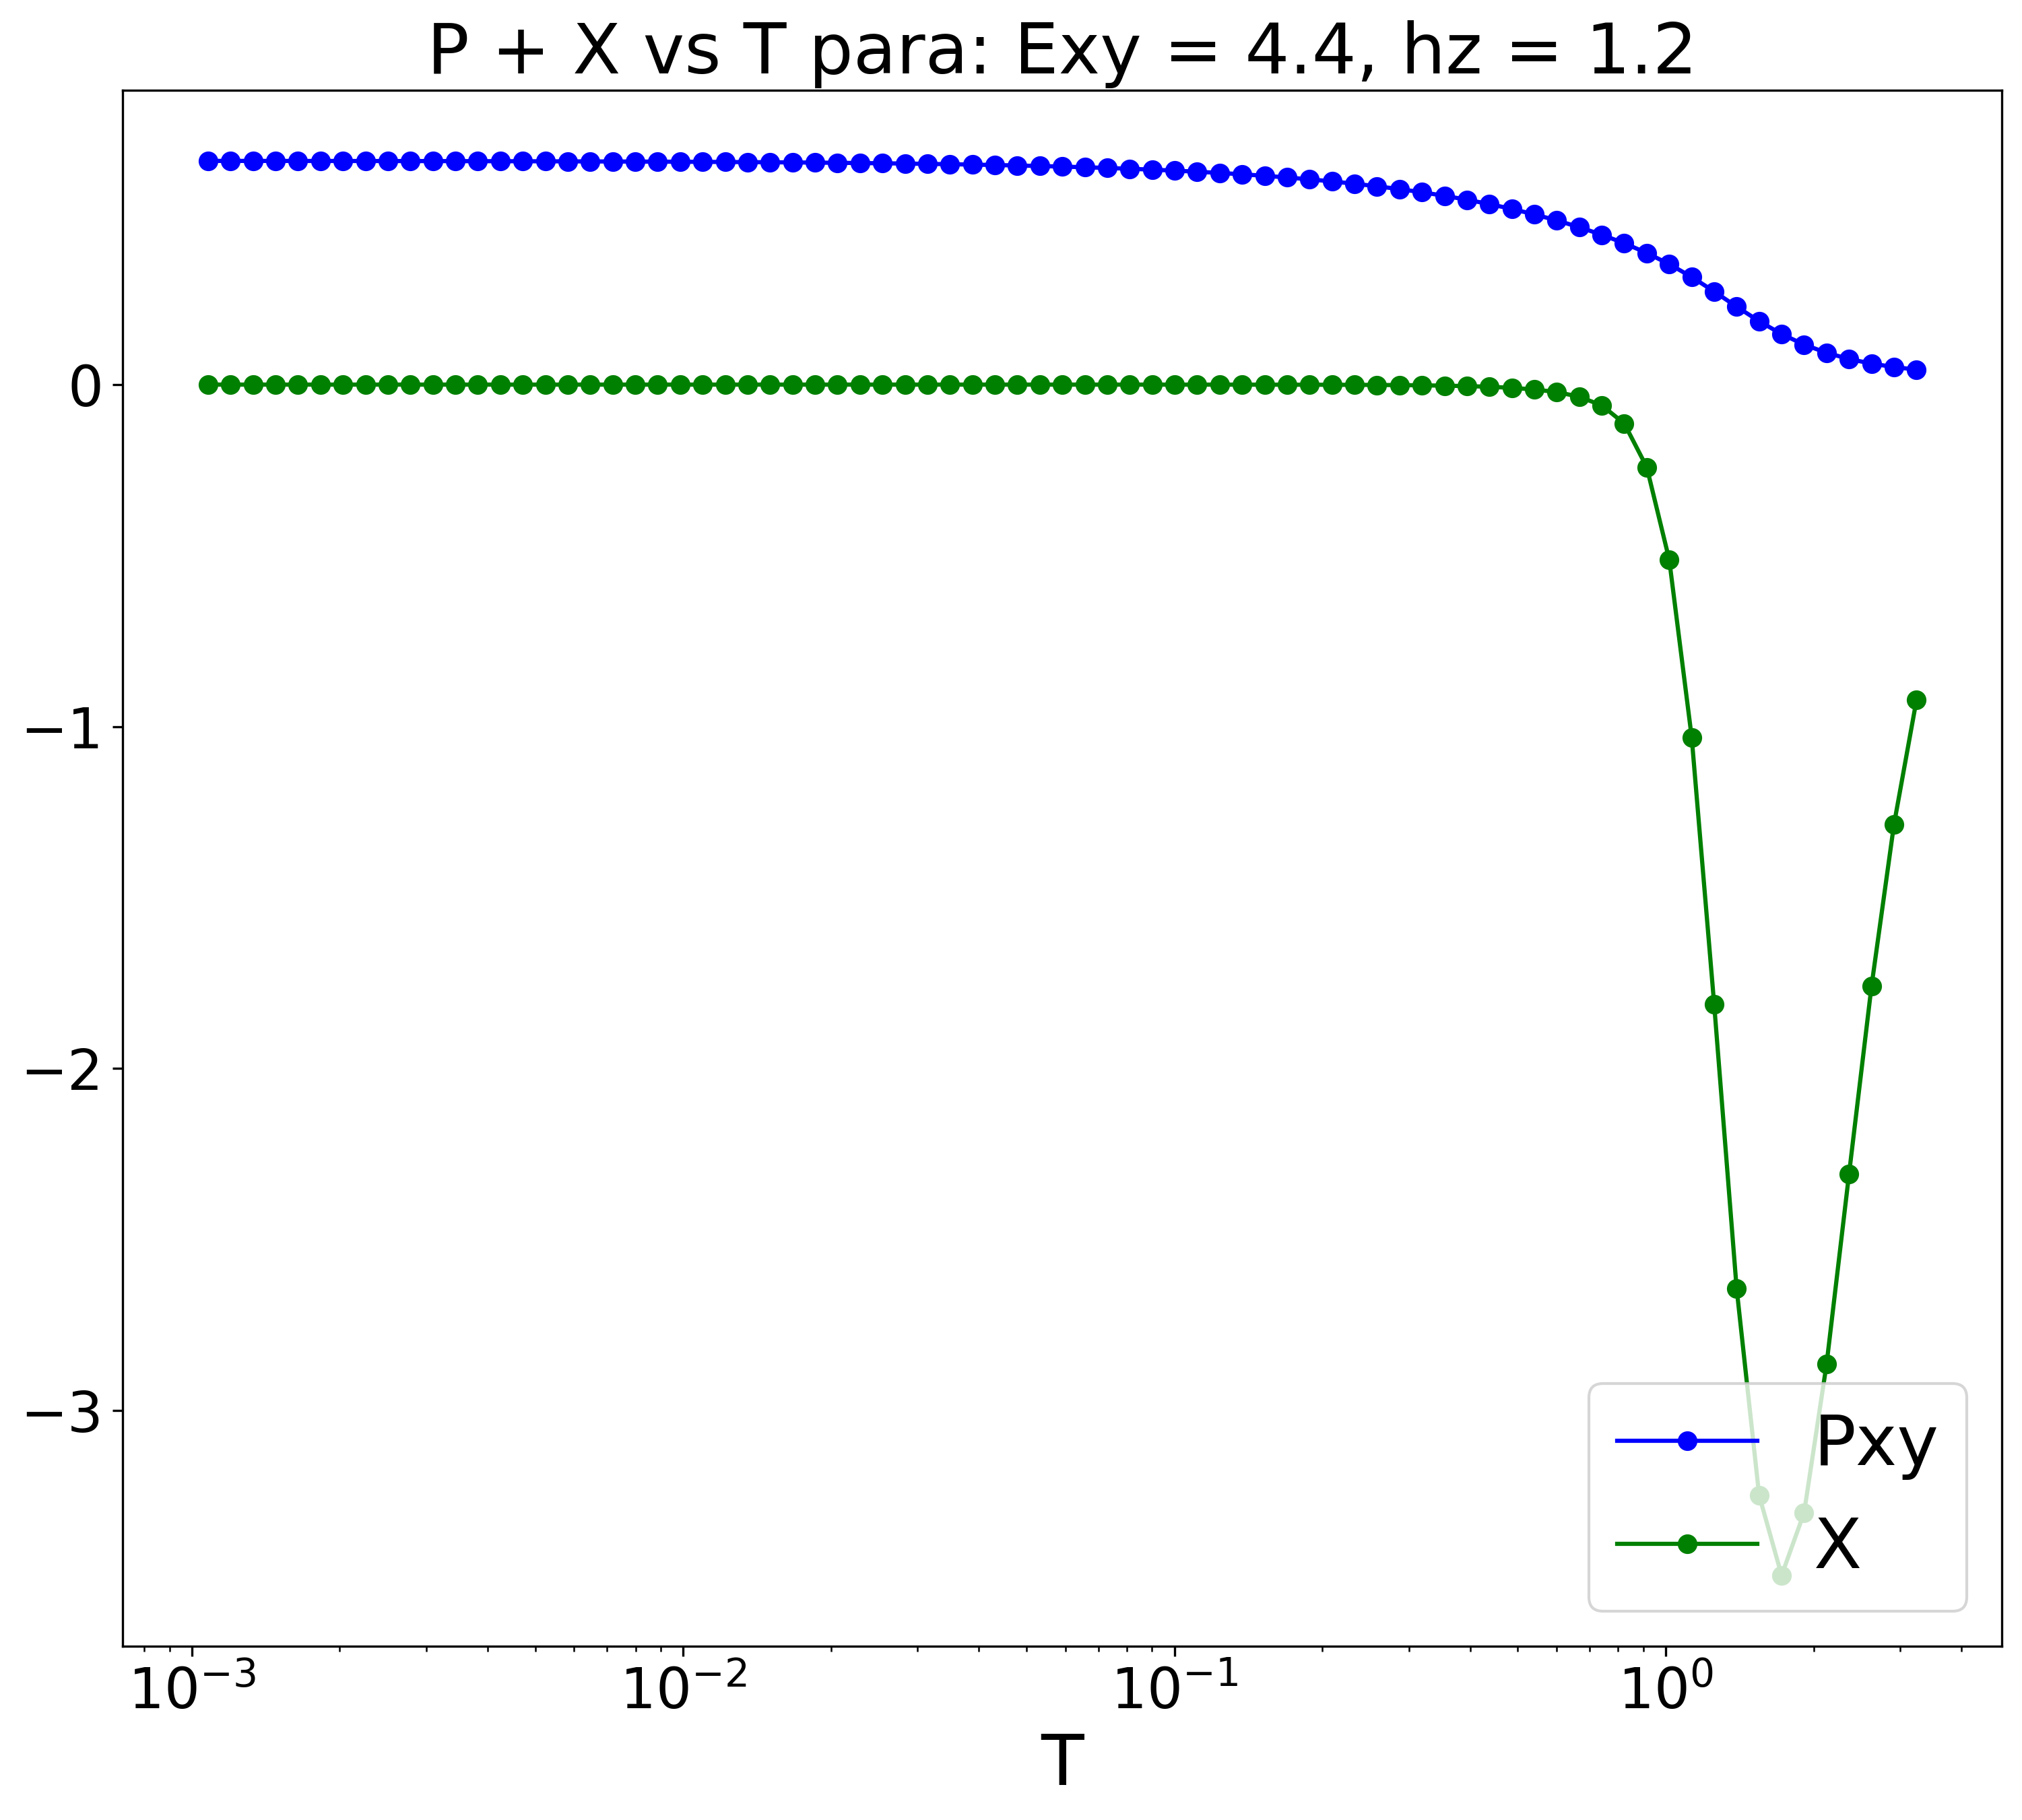 P + X vs T para: Exy = 4.4, hz = 1.2
0
−1
−2
−3
Pxy
X
10⁻³ 10⁻² 10⁻¹ 10⁰
T